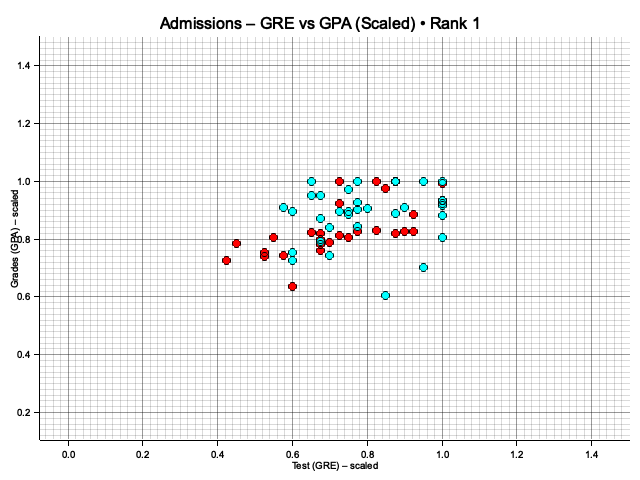 Admissions – GRE vs GPA (Scaled) • Rank 1
Grades (GPA) – scaled
1.4
1.2
1.0
0.8
0.6
0.4
0.2
0.0 0.2 0.4 0.6 0.8 1.0 1.2 1.4
Test (GRE) – scaled